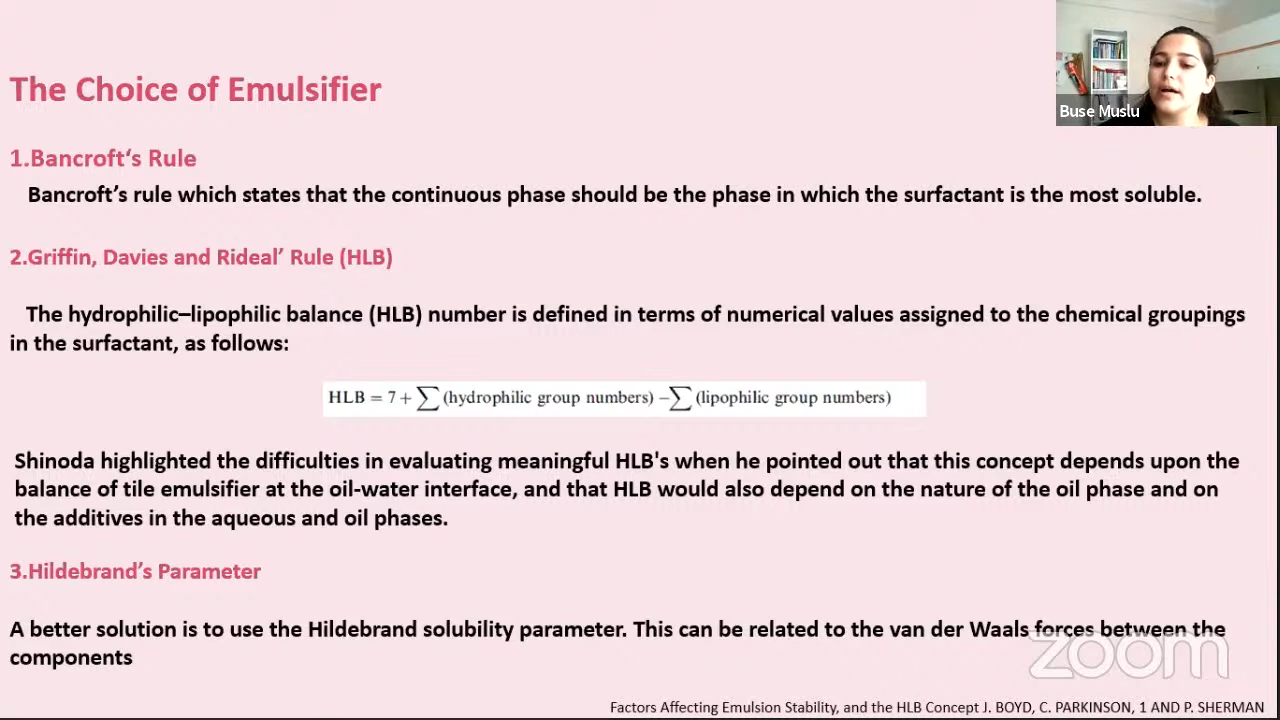 The Choice of Emulsifier
Buse Muslu
1.Bancroft‘s Rule
Bancroft’s rule which states that the continuous phase should be the phase in which the surfactant is the most soluble.
2.Griffin, Davies and Rideal’ Rule (HLB)
The hydrophilic–lipophilic balance (HLB) number is defined in terms of numerical values assigned to the chemical groupings
in the surfactant, as follows:
HLB = 7 + ∑ (hydrophilic group numbers) –∑ (lipophilic group numbers)
Shinoda highlighted the difficulties in evaluating meaningful HLB's when he pointed out that this concept depends upon the
balance of tile emulsifier at the oil-water interface, and that HLB would also depend on the nature of the oil phase and on
the additives in the aqueous and oil phases.
3.Hildebrand’s Parameter
A better solution is to use the Hildebrand solubility parameter. This can be related to the van der Waals forces between the
components
zoom
Factors Affecting Emulsion Stability, and the HLB Concept J. BOYD, C. PARKINSON, 1 AND P. SHERMAN